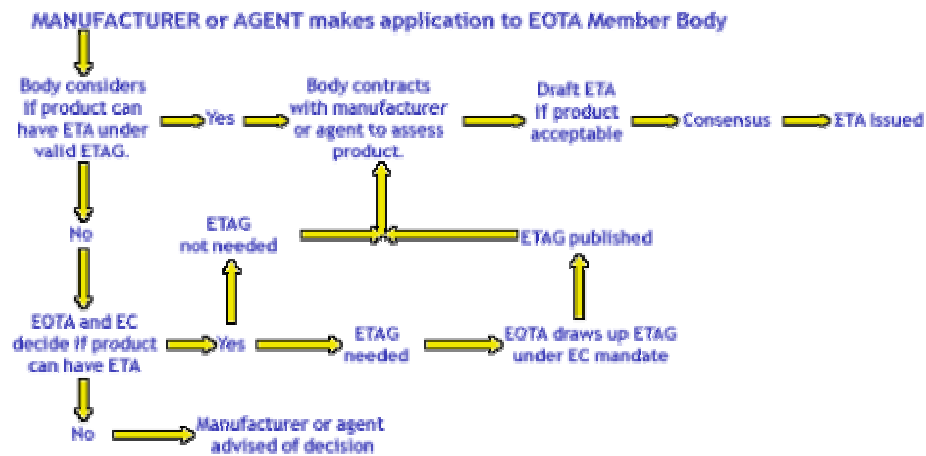 MANUFACTURER or AGENT makes application to EOTA Member Body
Body considers
if product can
have ETA under
valid ETAG.
Yes
Body contracts
with manufacturer
or agent to assess
product.
Draft ETA
if product
acceptable
Consensus
ETA Issued
No
ETAG
not needed
ETAG published
EOTA and EC
decide if product
can have ETA
Yes
ETAG
needed
EOTA draws up ETAG
under EC mandate
No
Manufacturer or agent
advised of decision